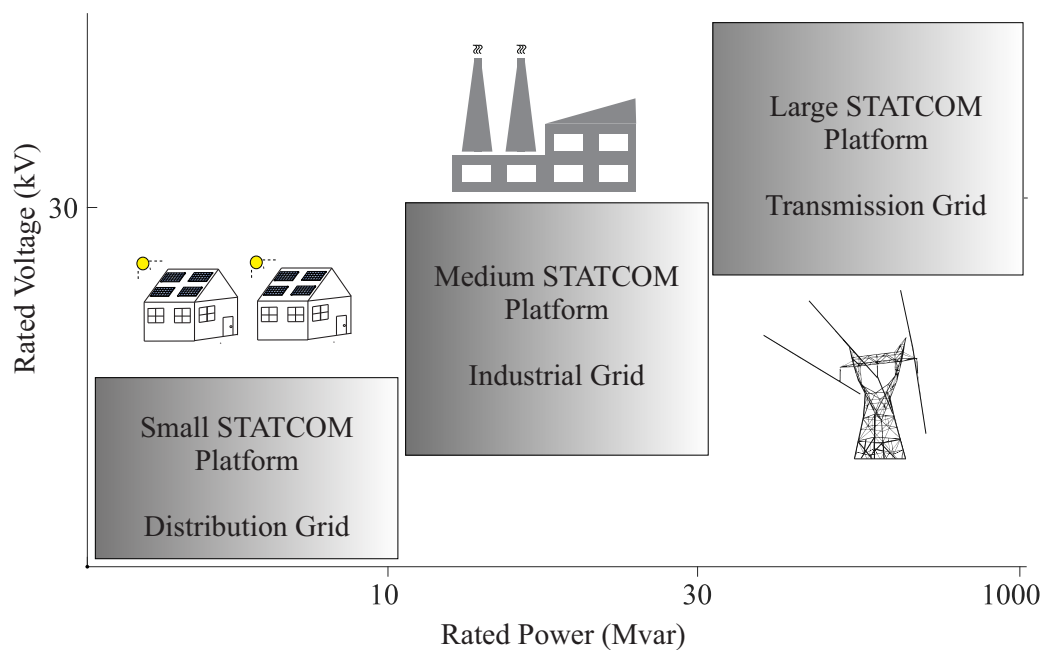 Large STATCOM
Platform
Transmission Grid
Rated Voltage (kV)
30
Medium STATCOM
Platform
Industrial Grid
Small STATCOM
Platform
Distribution Grid
10
30
1000
Rated Power (Mvar)